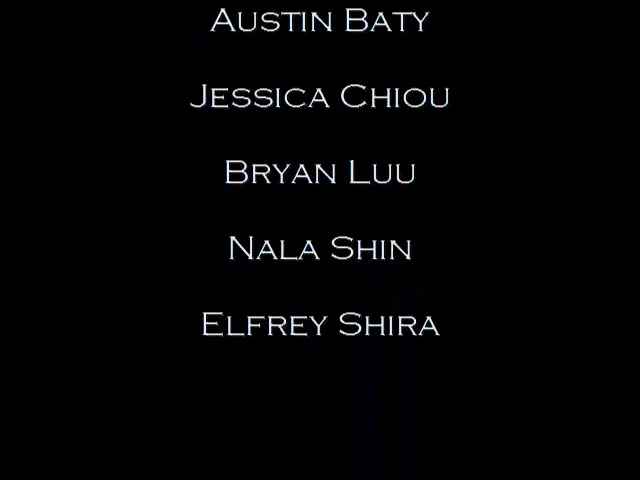 Austin Baty
Jessica Chiou
Bryan Luu
Nala Shin
Elfrey Shira